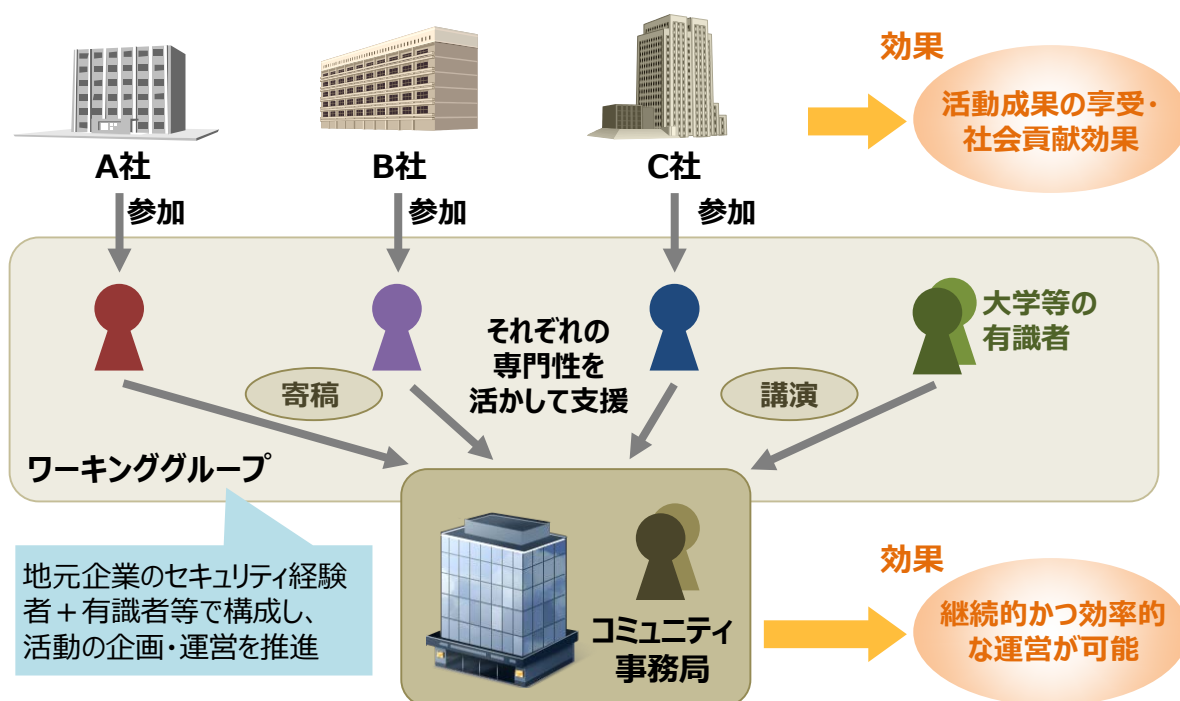 効果
活動成果の享受・
社会貢献効果
A社
B社
C社
参加
参加
参加
大学等の
有識者
それぞれの
専門性を
活かして支援
寄稿
講演
ワーキンググループ
地元企業のセキュリティ経験
者＋有識者等で構成し、
活動の企画・運営を推進
コミュニティ
事務局
効果
継続的かつ効率的
な運営が可能